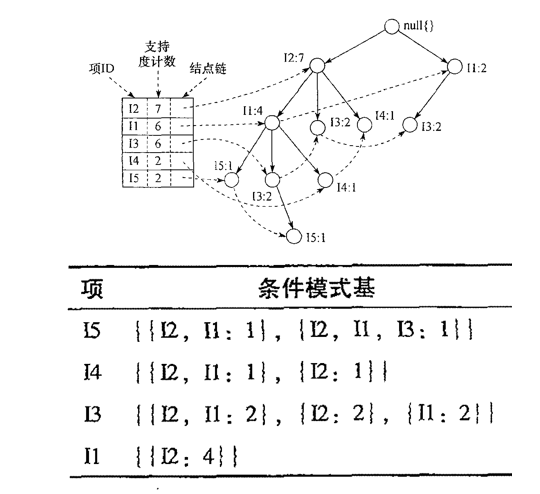 null{}
支持
度计数
项ID
结点链
I2:7
I1:2
I2 7
I1 6
I3 6
I4 2
I5 2
I1:4
I3:2
I4:1
I3:2
I5:1
I3:2
I4:1
I5:1
项 条件模式基
I5 {{I2, I1: 1}, {I2, I1, I3: 1}}
I4 {{I2, I1: 1}, {I2: 1}}
I3 {{I2, I1: 2}, {I2: 2}, {I1: 2}}
I1 {{I2: 4}}